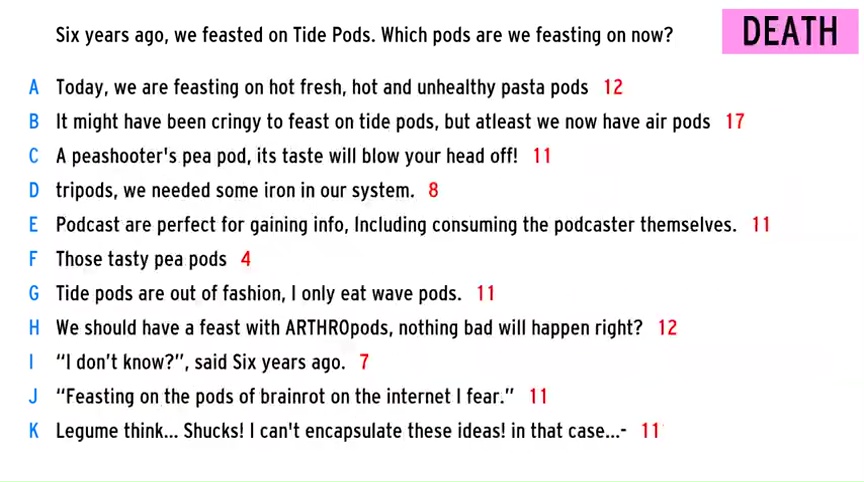 Six years ago, we feasted on Tide Pods. Which pods are we feasting on now?
DEATH
A Today, we are feasting on hot fresh, hot and unhealthy pasta pods 12
B It might have been cringy to feast on tide pods, but atleast we now have air pods 17
C A peashooter's pea pod, its taste will blow your head off! 11
D tripods, we needed some iron in our system. 8
E Podcast are perfect for gaining info, Including consuming the podcaster themselves. 11
F Those tasty pea pods 4
G Tide pods are out of fashion, I only eat wave pods. 11
H We should have a feast with ARTHROpods, nothing bad will happen right? 12
I “I don't know?”, said Six years ago. 7
J “Feasting on the pods of brainrot on the internet I fear.” 11
K Legume think... Shucks! I can't encapsulate these ideas! in that case...- 11